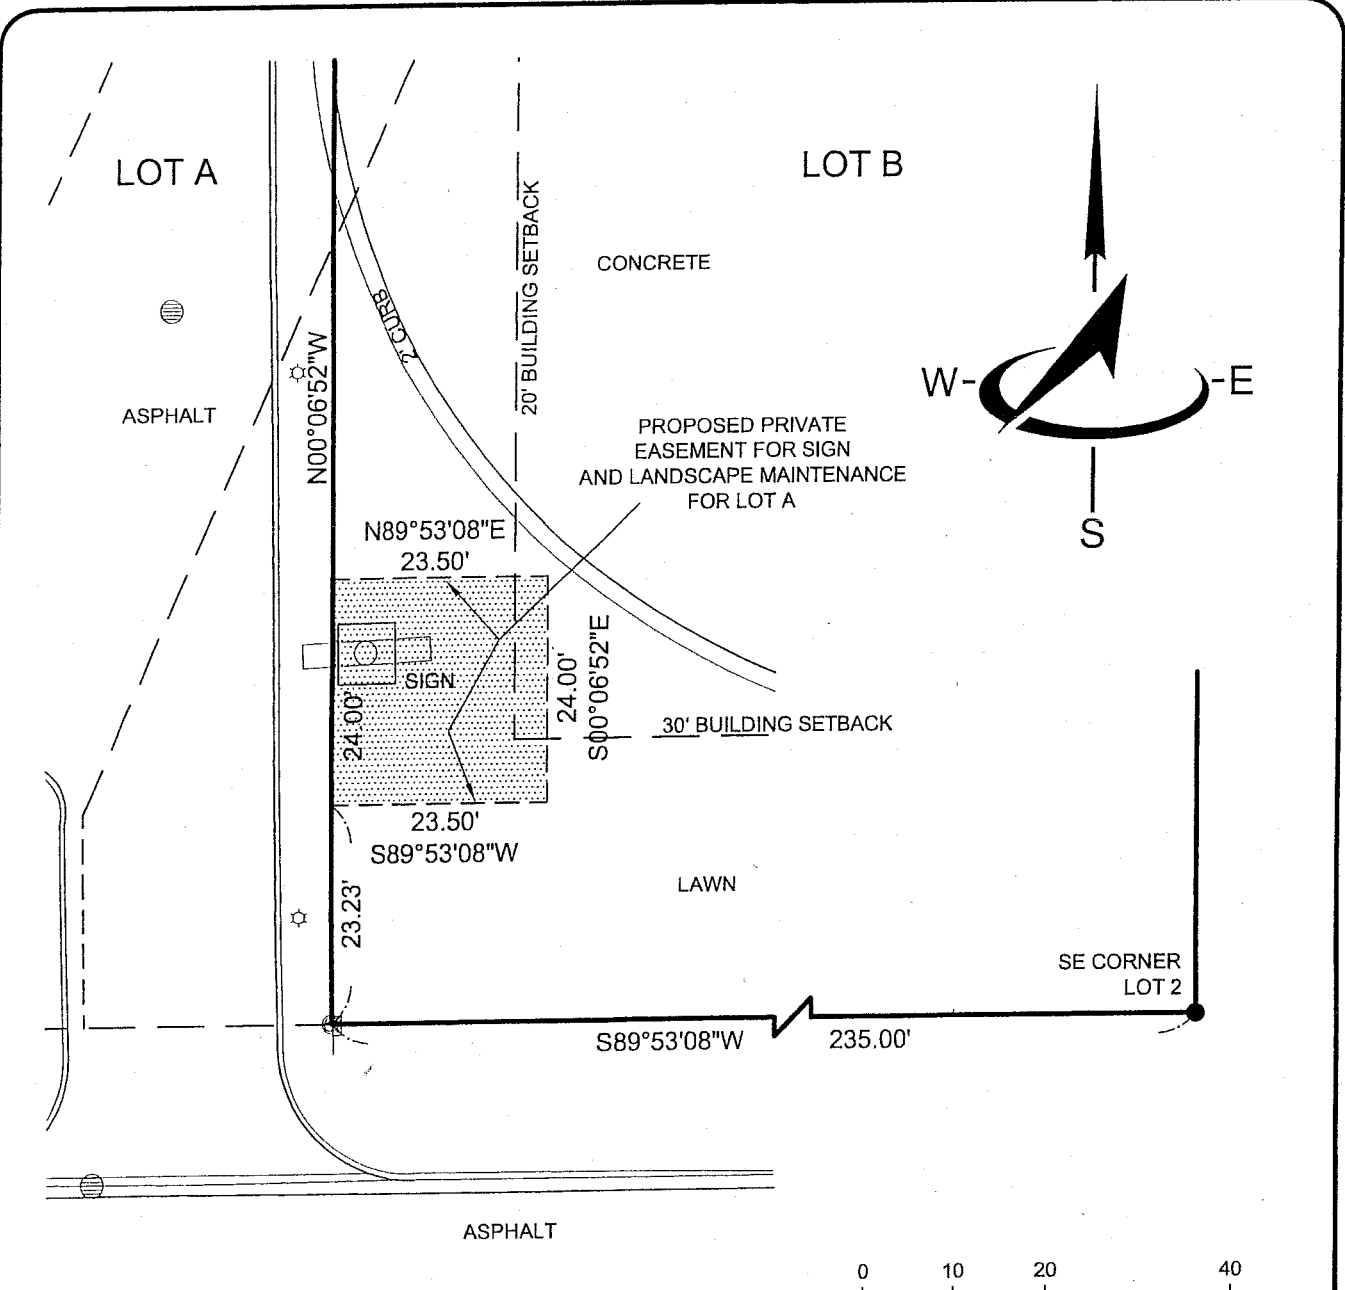 LOT A
LOT B
CONCRETE
20' BUILDING SETBACK
2' CURB
N00°06'52"W
ASPHALT
W
E
S
PROPOSED PRIVATE
EASEMENT FOR SIGN
AND LANDSCAPE MAINTENANCE
FOR LOT A
N89°53'08"E
23.50'
SIGN
24.00'
24.00'
S00°06'52"E
30' BUILDING SETBACK
23.50'
S89°53'08"W
23.23'
LAWN
SE CORNER
LOT 2
S89°53'08"W 235.00'
ASPHALT
0 10 20 40